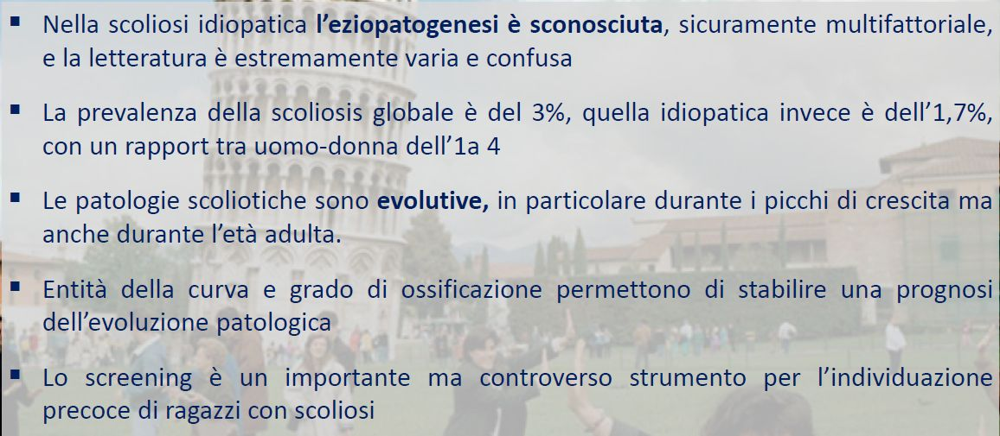 ▪ Nella scoliosi idiopatica l’eziopatogenesi è sconosciuta, sicuramente multifattoriale,
e la letteratura è estremamente varia e confusa
▪ La prevalenza della scoliosis globale è del 3%, quella idiopatica invece è dell’1,7%,
con un rapport tra uomo-donna dell’1a 4
▪ Le patologie scoliotiche sono evolutive, in particolare durante i picchi di crescita ma
anche durante l’età adulta.
▪ Entità della curva e grado di ossificazione permettono di stabilire una prognosi
dell’evoluzione patologica
▪ Lo screening è un importante ma controverso strumento per l’individuazione
precoce di ragazzi con scoliosi